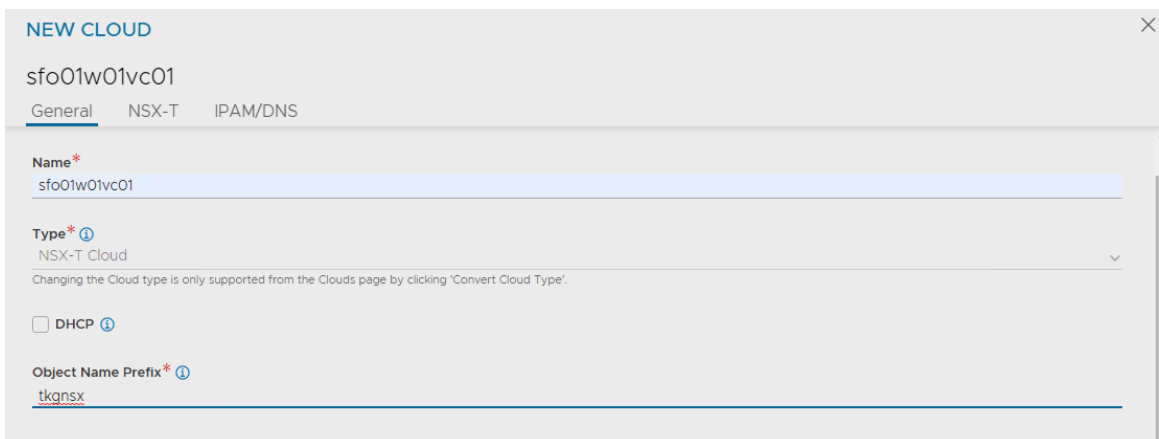 NEW CLOUD
sfo01w01vc01
General NSX-T IPAM/DNS
Name*
sfo01w01vc01
Type*
NSX-T Cloud
Changing the Cloud type is only supported from the Clouds page by clicking 'Convert Cloud Type'.
DHCP
Object Name Prefix*
tkgnsx